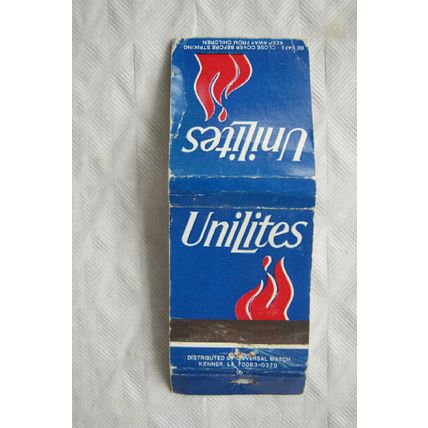 BE SAFE - CLOSE COVER BEFORE STRIKING
KEEP AWAY FROM CHILDREN
UniLites
UniLites
DISTRIBUTED BY UNIVERSAL MATCH
KENNER, LA 70063-0370